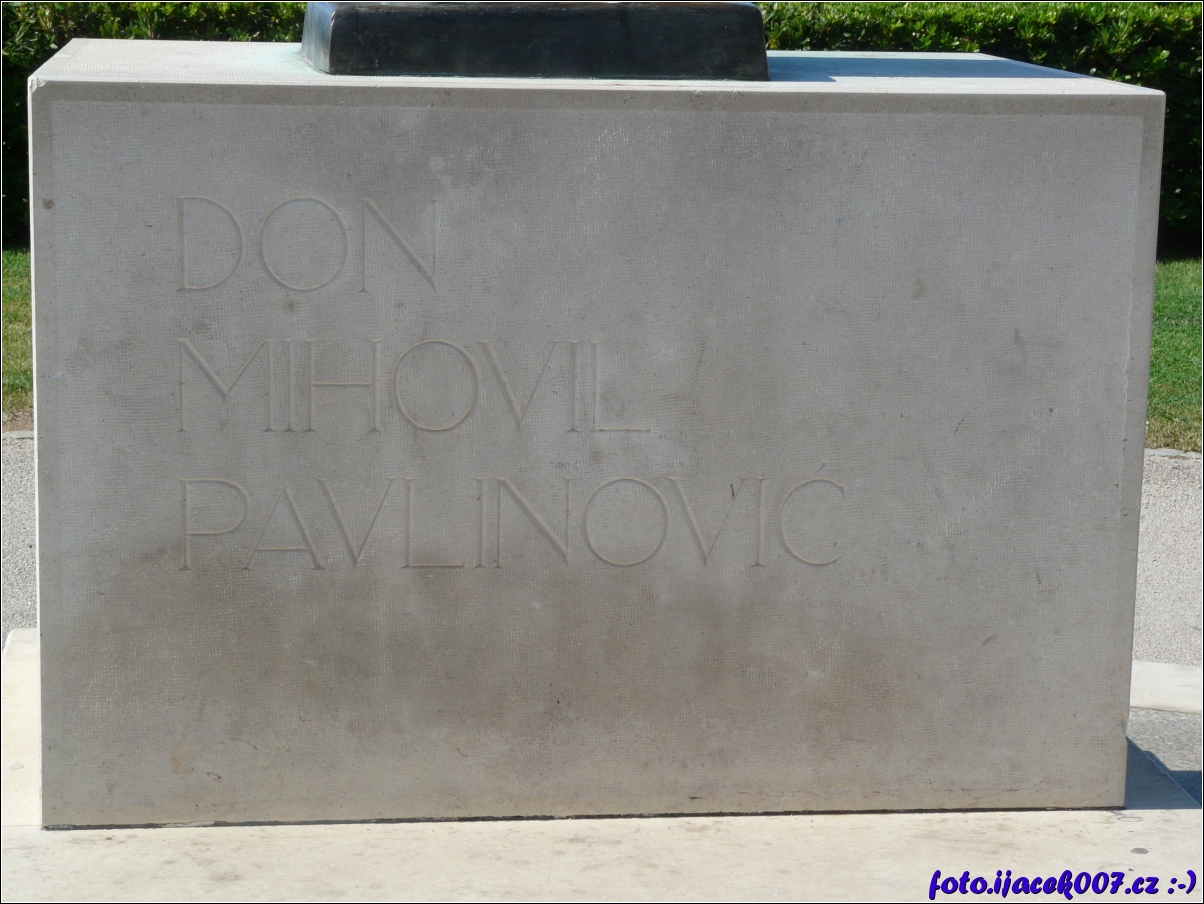 DON
MIHOVIL
PAVLINOVIĆ
foto.ijacek007.cz :-)